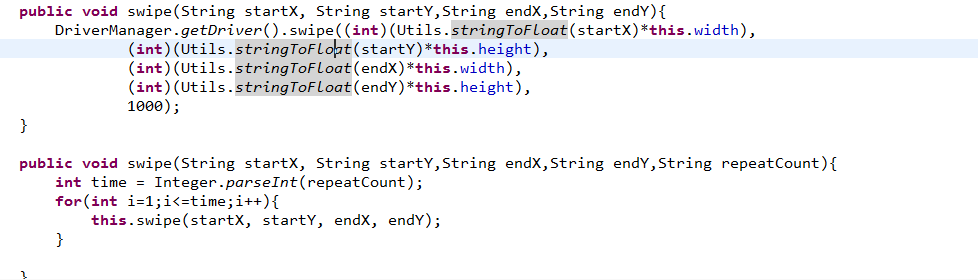 public void swipe(String startX, String startY,String endX,String endY){
DriverManager.getDriver().swipe((int)(Utils.stringToFloat(startX)*this.width),
(int)(Utils.stringToFloat(startY)*this.height),
(int)(Utils.stringToFloat(endX)*this.width),
(int)(Utils.stringToFloat(endY)*this.height),
1000);
}
public void swipe(String startX, String startY,String endX,String endY,String repeatCount){
int time = Integer.parseInt(repeatCount);
for(int i=1;i<=time;i++){
this.swipe(startX, startY, endX, endY);
}
}